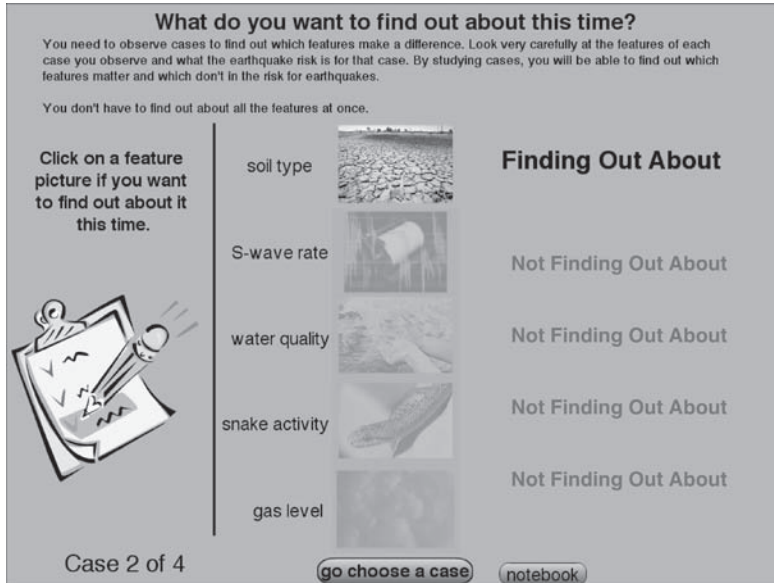 What do you want to find out about this time?
You need to observe cases to find out which features make a difference. Look very carefully at the features of each
case you observe and what the earthquake risk is for that case. By studying cases, you will be able to find out which
features matter and which don't in the risk for earthquakes.
You don't have to find out about all the features at once.
Click on a feature
picture if you want
to find out about it
this time.
soil type
Finding Out About
S-wave rate
Not Finding Out About
water quality
Not Finding Out About
snake activity
Not Finding Out About
gas level
Not Finding Out About
Case 2 of 4
go choose a case
notebook